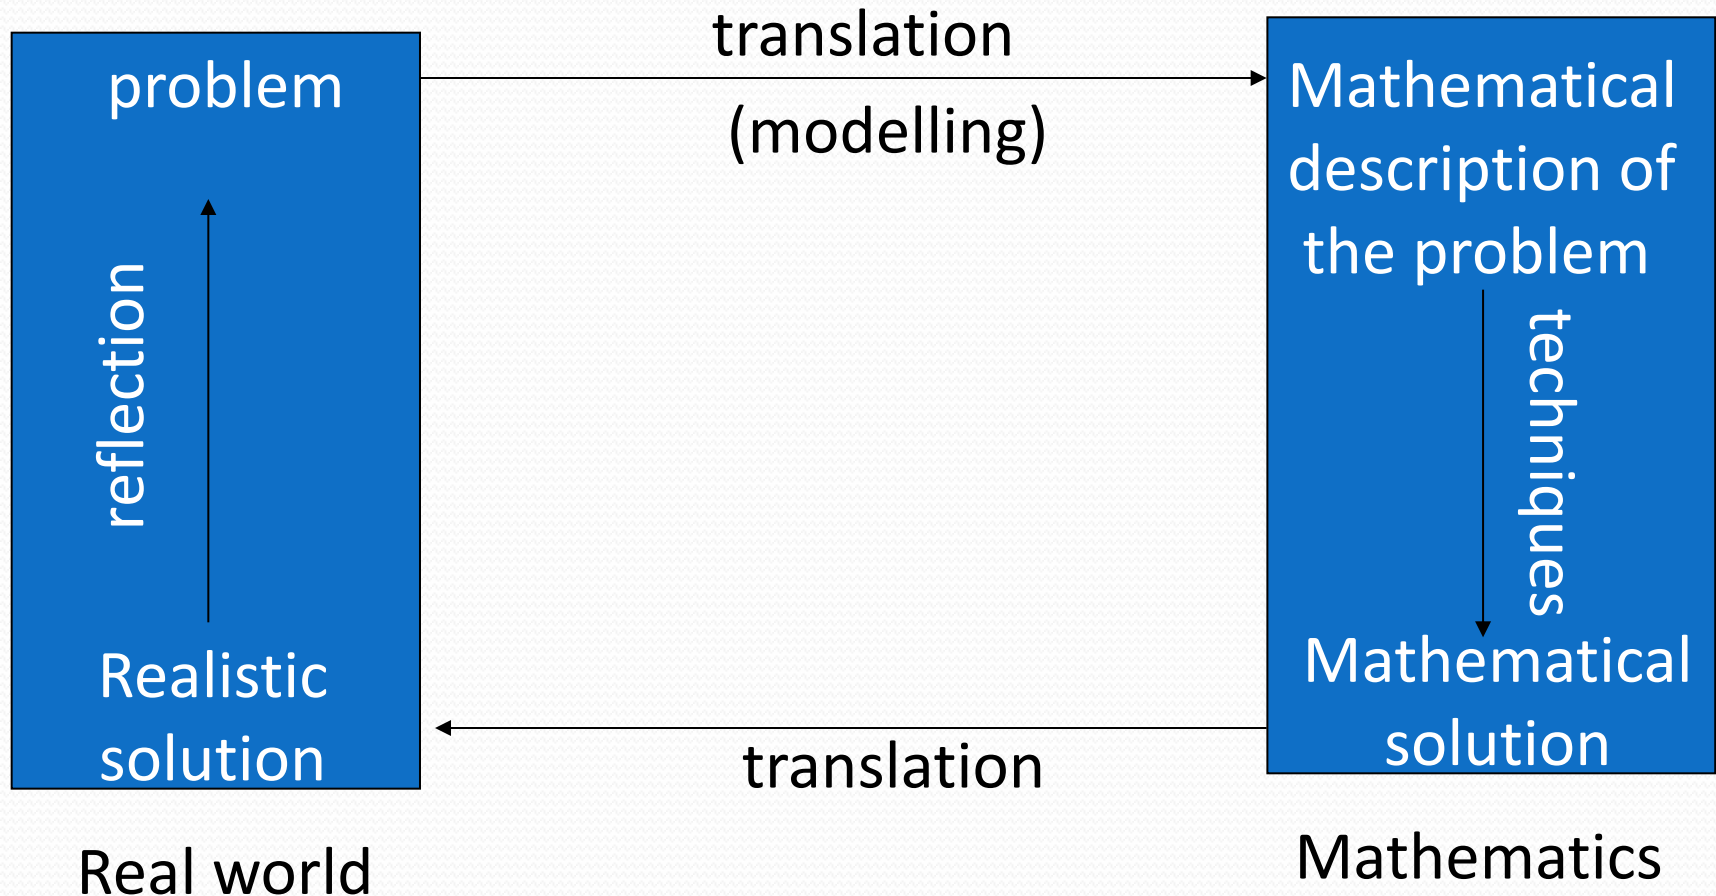 problem
reflection
Realistic
solution
Real world
translation
(modelling)
translation
Mathematical
description of
the problem
techniques
Mathematical
solution
Mathematics